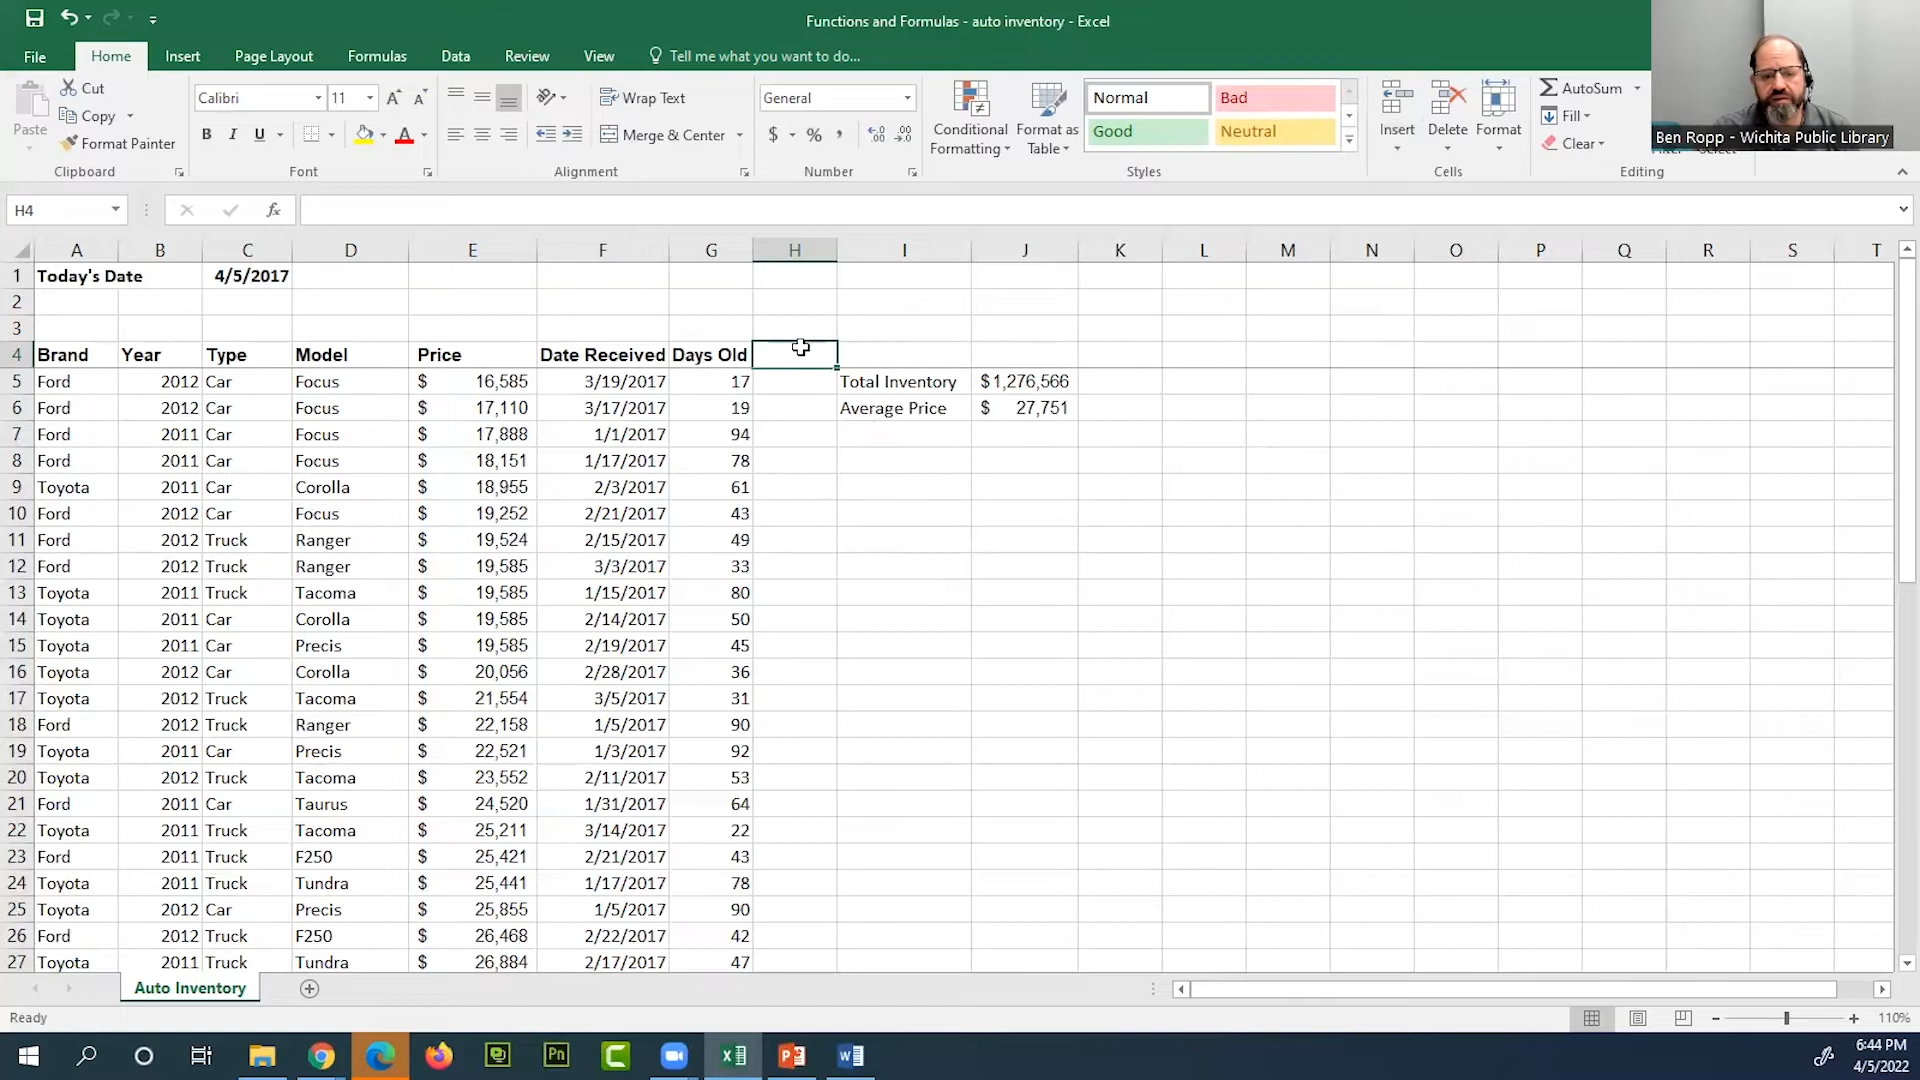 Functions and Formulas - auto inventory - Excel
File Home Insert Page Layout Formulas Data Review View Tell me what you want to do...
Cut
Copy
Format Painter
Paste
Clipboard
Calibri 11
B I U
Font
Wrap Text
Merge & Center
Alignment
General
$ % ,
Number
Conditional Formatting
Format as Table
Normal Bad
Good Neutral
Styles
Insert Delete Format
Cells
AutoSum
Fill
Clear
Editing
Ben Ropp - Wichita Public Library
H4 fx
A B C D E F G H I J K L M N O P Q R S T
1 Today's Date 4/5/2017
2
3
4 Brand Year Type Model Price Date Received Days Old
5 Ford 2012 Car Focus $ 16,585 3/19/2017 17 Total Inventory $1,276,566
6 Ford 2012 Car Focus $ 17,110 3/17/2017 19 Average Price $ 27,751
7 Ford 2011 Car Focus $ 17,888 1/1/2017 94
8 Ford 2011 Car Focus $ 18,151 1/17/2017 78
9 Toyota 2011 Car Corolla $ 18,955 2/3/2017 61
10 Ford 2012 Car Focus $ 19,252 2/21/2017 43
11 Ford 2012 Truck Ranger $ 19,524 2/15/2017 49
12 Ford 2012 Truck Ranger $ 19,585 3/3/2017 33
13 Toyota 2011 Truck Tacoma $ 19,585 1/15/2017 80
14 Toyota 2011 Car Corolla $ 19,585 2/14/2017 50
15 Toyota 2011 Car Precis $ 19,585 2/19/2017 45
16 Toyota 2012 Car Corolla $ 20,056 2/28/2017 36
17 Toyota 2012 Truck Tacoma $ 21,554 3/5/2017 31
18 Ford 2012 Truck Ranger $ 22,158 1/5/2017 90
19 Toyota 2011 Car Precis $ 22,521 1/3/2017 92
20 Toyota 2012 Truck Tacoma $ 23,552 2/11/2017 53
21 Ford 2011 Car Taurus $ 24,520 1/31/2017 64
22 Toyota 2011 Truck Tacoma $ 25,211 3/14/2017 22
23 Ford 2011 Truck F250 $ 25,421 2/21/2017 43
24 Toyota 2011 Truck Tundra $ 25,441 1/17/2017 78
25 Toyota 2012 Car Precis $ 25,855 1/5/2017 90
26 Ford 2012 Truck F250 $ 26,468 2/22/2017 42
27 Toyota 2011 Truck Tundra $ 26,884 2/17/2017 47
Auto Inventory
Ready 110%
6:44 PM
4/5/2022